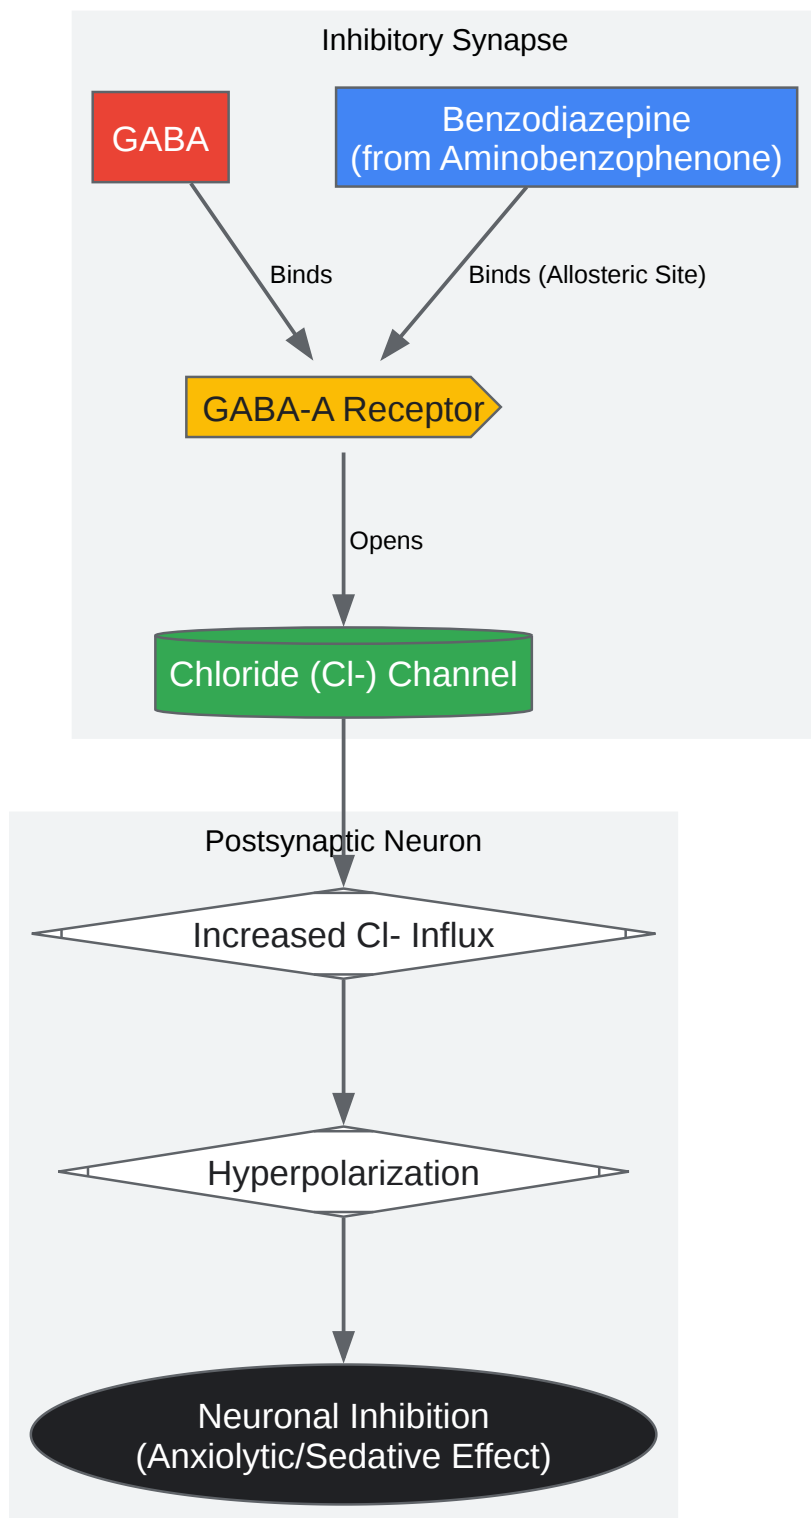 Inhibitory Synapse
GABA
Benzodiazepine
(from Aminobenzophenone)
Binds
Binds (Allosteric Site)
GABA-A Receptor
Opens
Chloride (Cl-) Channel
Postsynaptic Neuron
Increased Cl- Influx
Hyperpolarization
Neuronal Inhibition
(Anxiolytic/Sedative Effect)